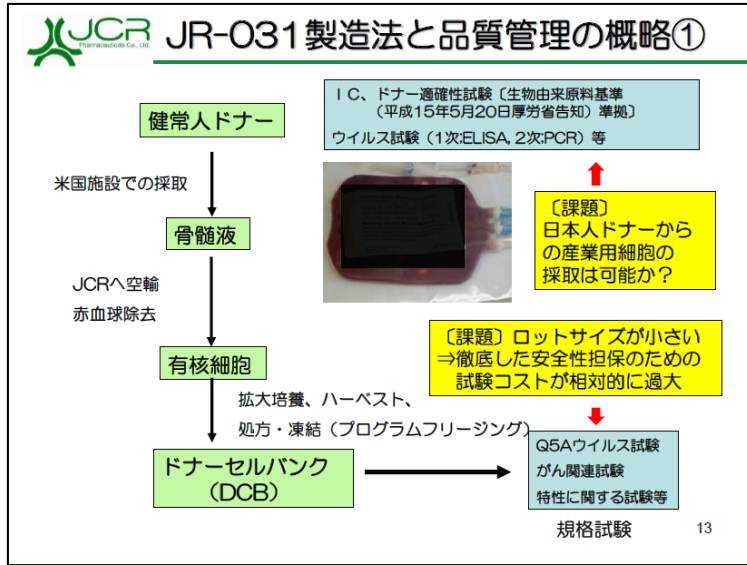 JCR
Pharmaceuticals Co., Ltd.
JR-031製造法と品質管理の概略①
健常人ドナー
IC、ドナー適確性試験〔生物由来原料基準
(平成15年5月20日厚労省告知)準拠〕
ウイルス試験(1次:ELISA, 2次:PCR)等
米国施設での採取
骨髄液
〔課題〕
日本人ドナーから
の産業用細胞の
採取は可能か?
JCRへ空輸
赤血球除去
有核細胞
〔課題〕ロットサイズが小さい
⇒徹底した安全性担保のための
試験コストが相対的に過大
拡大培養、ハーベスト、
処方・凍結(プログラムフリージング)
ドナーセルバンク
(DCB)
Q5Aウイルス試験
がん関連試験
特性に関する試験等
規格試験
13